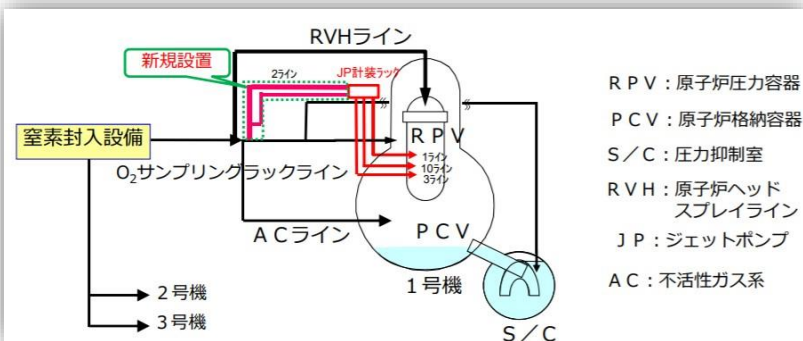 RVHライン
新規設置
2ライン
JP計装ラック
窒素封入設備
RPV
1ライン
10ライン
3ライン
O₂サンプリングラックライン
ACライン
PCV
1号機
2号機
3号機
S/C
RPV:原子炉圧力容器
PCV:原子炉格納容器
S/C:圧力抑制室
RVH:原子炉ヘッド
スプレイライン
JP:ジェットポンプ
AC:不活性ガス系